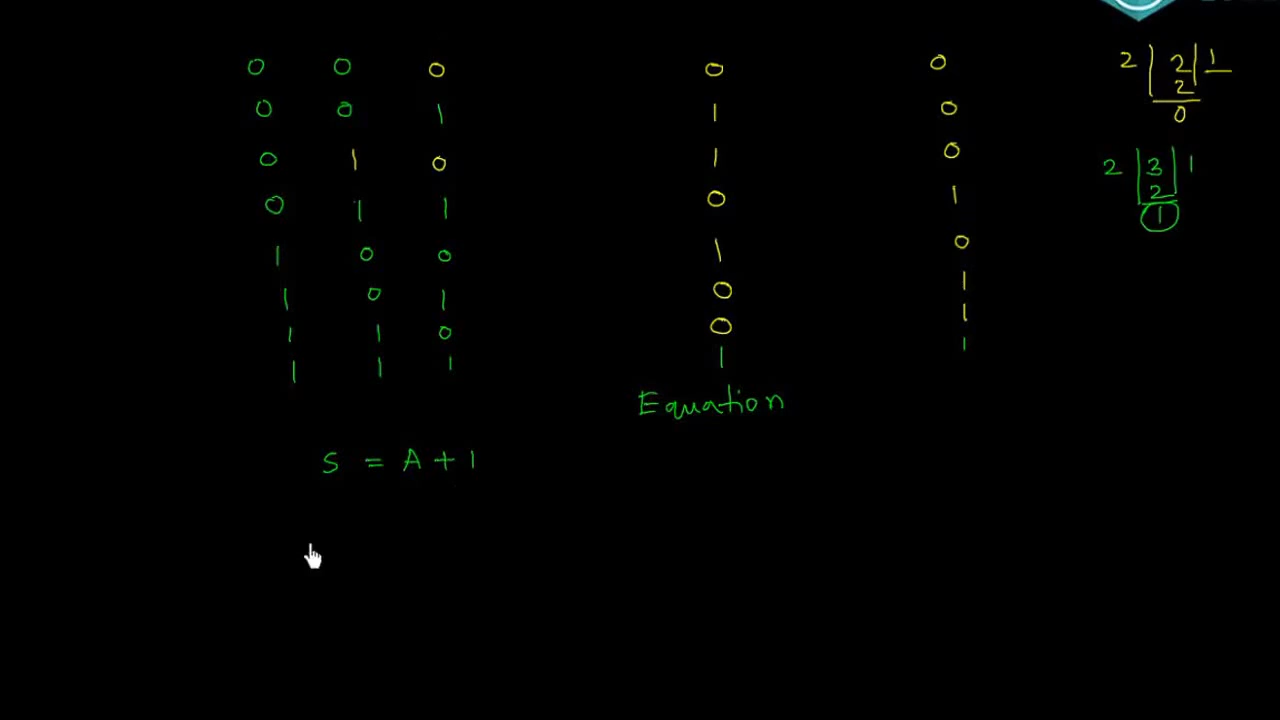 0 0 0 0 0
0 0 1 1 0
0 1 0 1 0
0 1 1 0 1
1 0 0 1 0
1 0 1 0 1
1 1 0 0 1
1 1 1 1 1
Equation
S = A + 1
2 2 1
2
0
2 3 1
2
1